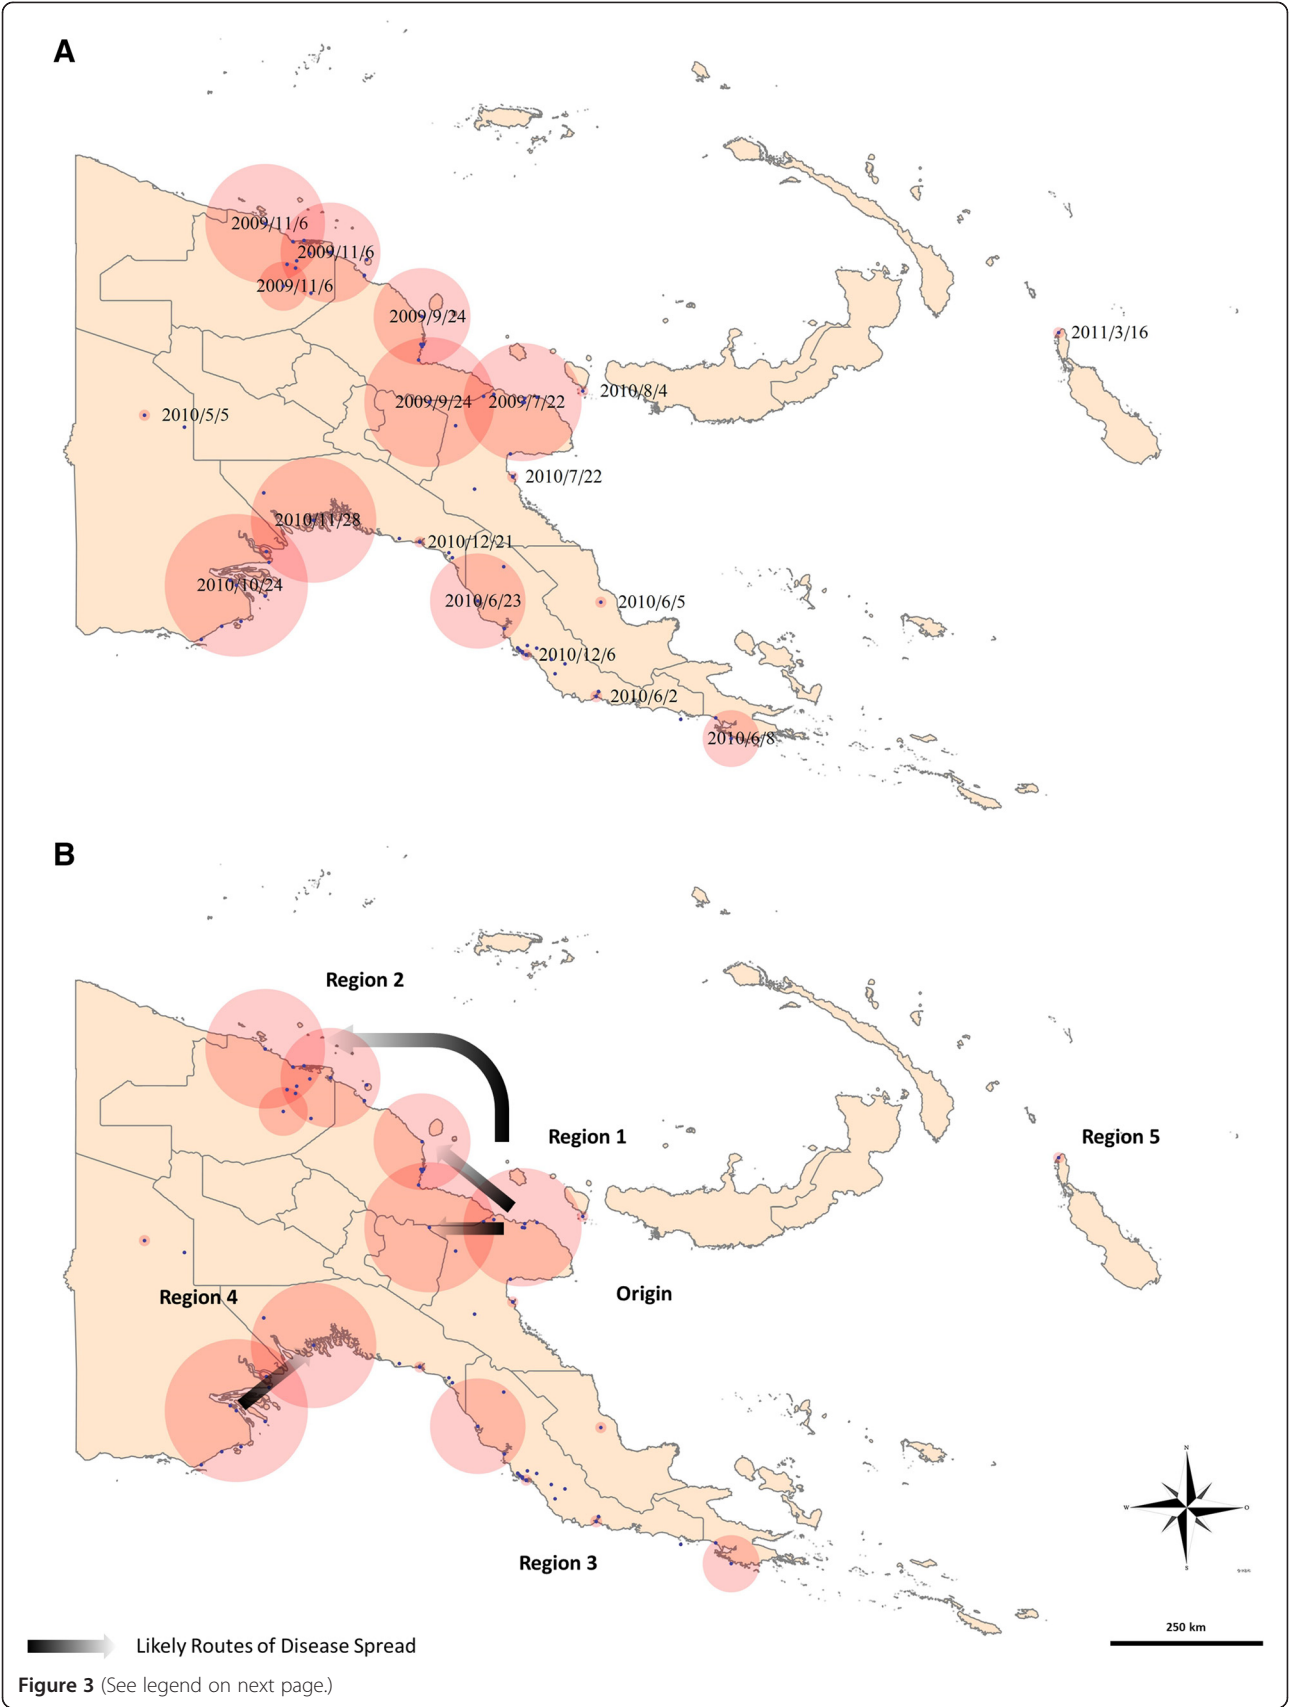 A
2009/11/6
2009/11/6
2009/11/6
2009/9/24
2011/3/16
2010/8/4
2009/9/24
2009/7/22
2010/5/5
2010/7/22
2010/11/28
2010/12/21
2010/10/24
2010/6/23
2010/6/5
2010/12/6
2010/6/2
2010/6/8
B
Region 2
Region 1
Region 5
Origin
Region 4
Region 3
N
W
O
S
250 km
Likely Routes of Disease Spread
Figure 3 (See legend on next page.)